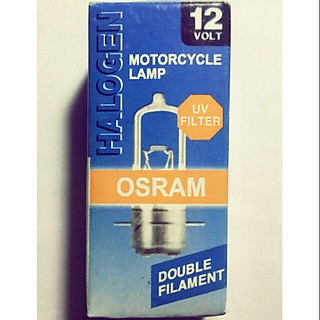 12
VOLT
HALOGEN
MOTORCYCLE
LAMP
UV
FILTER
OSRAM
DOUBLE
FILAMENT